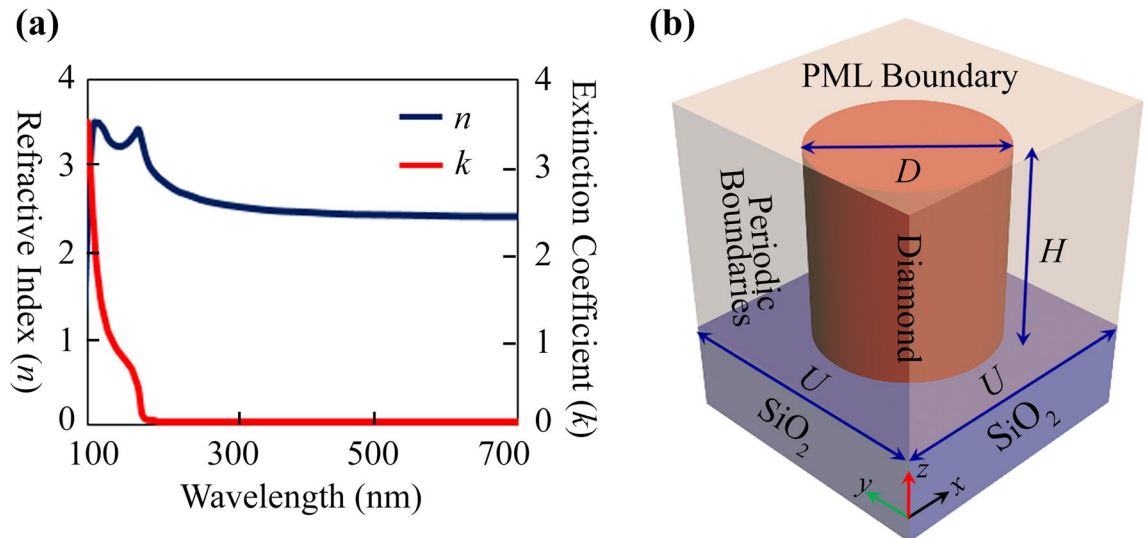 (a)
4
3
2
1
0
Refractive Index (n)
n
k
4
3
2
1
0
Extinction Coefficient (k)
100
300
500
700
Wavelength (nm)
(b)
PML Boundary
D
Periodic
Boundaries
Diamond
H
U
U
SiO₂
SiO₂
z
y
x